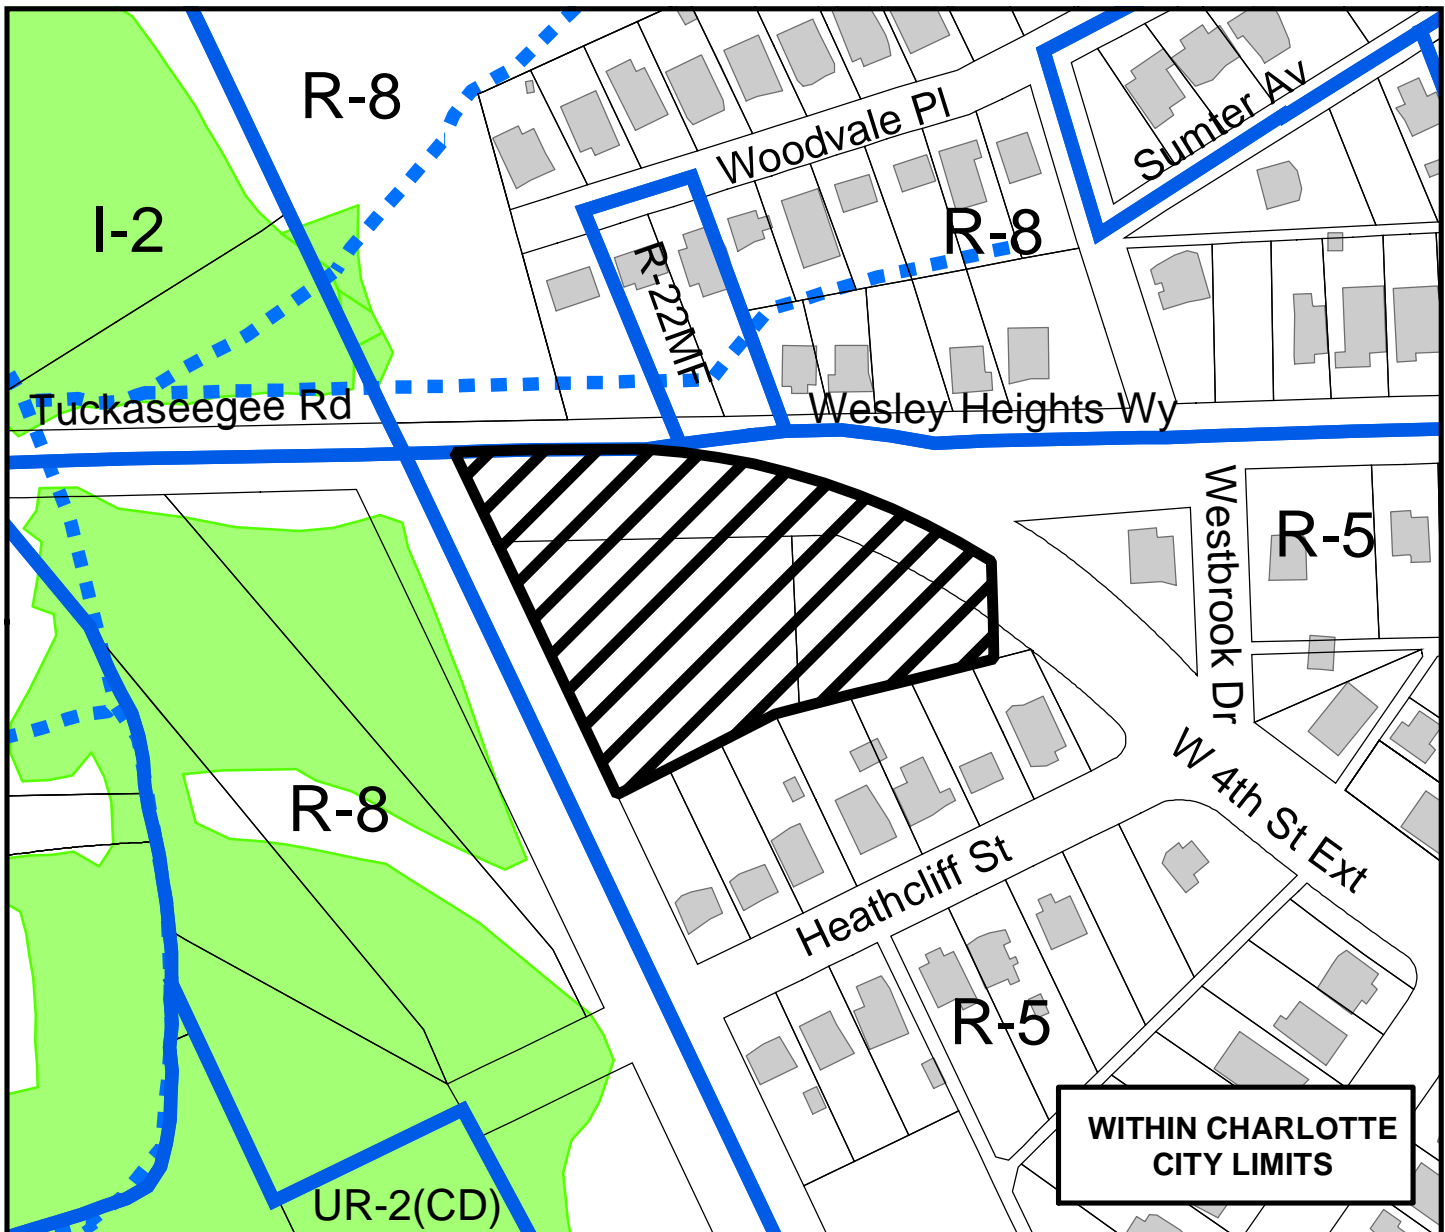 R-8
Woodvale Pl
Sumter Av
I-2
R-8
R-22MF
Tuckaseegee Rd
Wesley Heights Wy
Westbrook Dr
R-5
W 4th St Ext
R-8
Heathcliff St
R-5
WITHIN CHARLOTTE
CITY LIMITS
UR-2(CD)